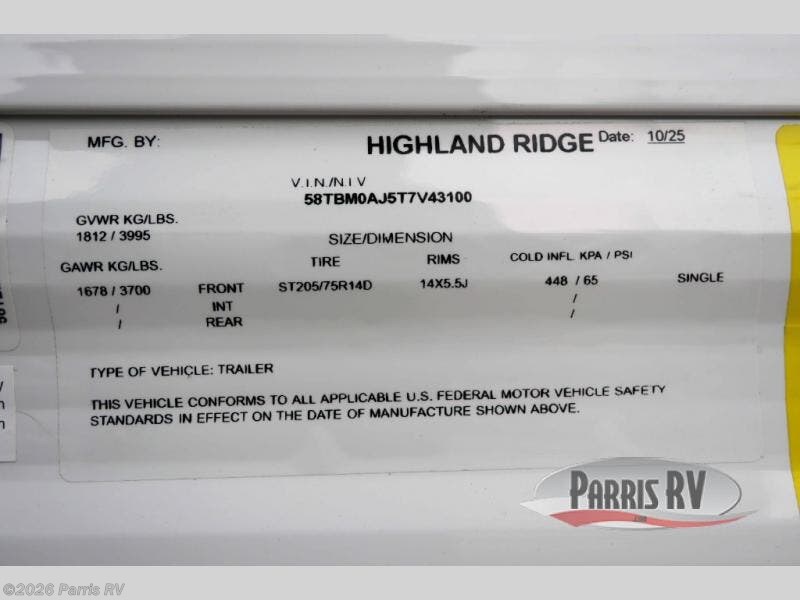 MFG. BY: HIGHLAND RIDGE Date: 10/25
V.I.N./N.I V
58TBM0AJ5T7V43100
GVWR KG/LBS.
1812 / 3995
SIZE/DIMENSION
GAWR KG/LBS. TIRE RIMS COLD INFL. KPA / PSI
1678 / 3700 FRONT ST205/75R14D 14X5.5J 448 / 65 SINGLE
/ INT /
/ REAR /
TYPE OF VEHICLE: TRAILER
THIS VEHICLE CONFORMS TO ALL APPLICABLE U.S. FEDERAL MOTOR VEHICLE SAFETY
STANDARDS IN EFFECT ON THE DATE OF MANUFACTURE SHOWN ABOVE.
PARRIS RV
©2026 Parris RV